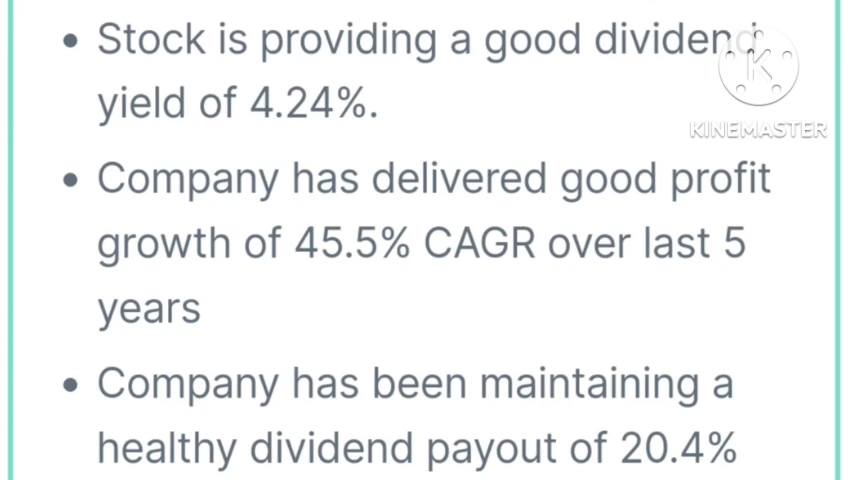 • Stock is providing a good dividend
yield of 4.24%.
• Company has delivered good profit
growth of 45.5% CAGR over last 5
years
• Company has been maintaining a
healthy dividend payout of 20.4%
K
KINEMASTER